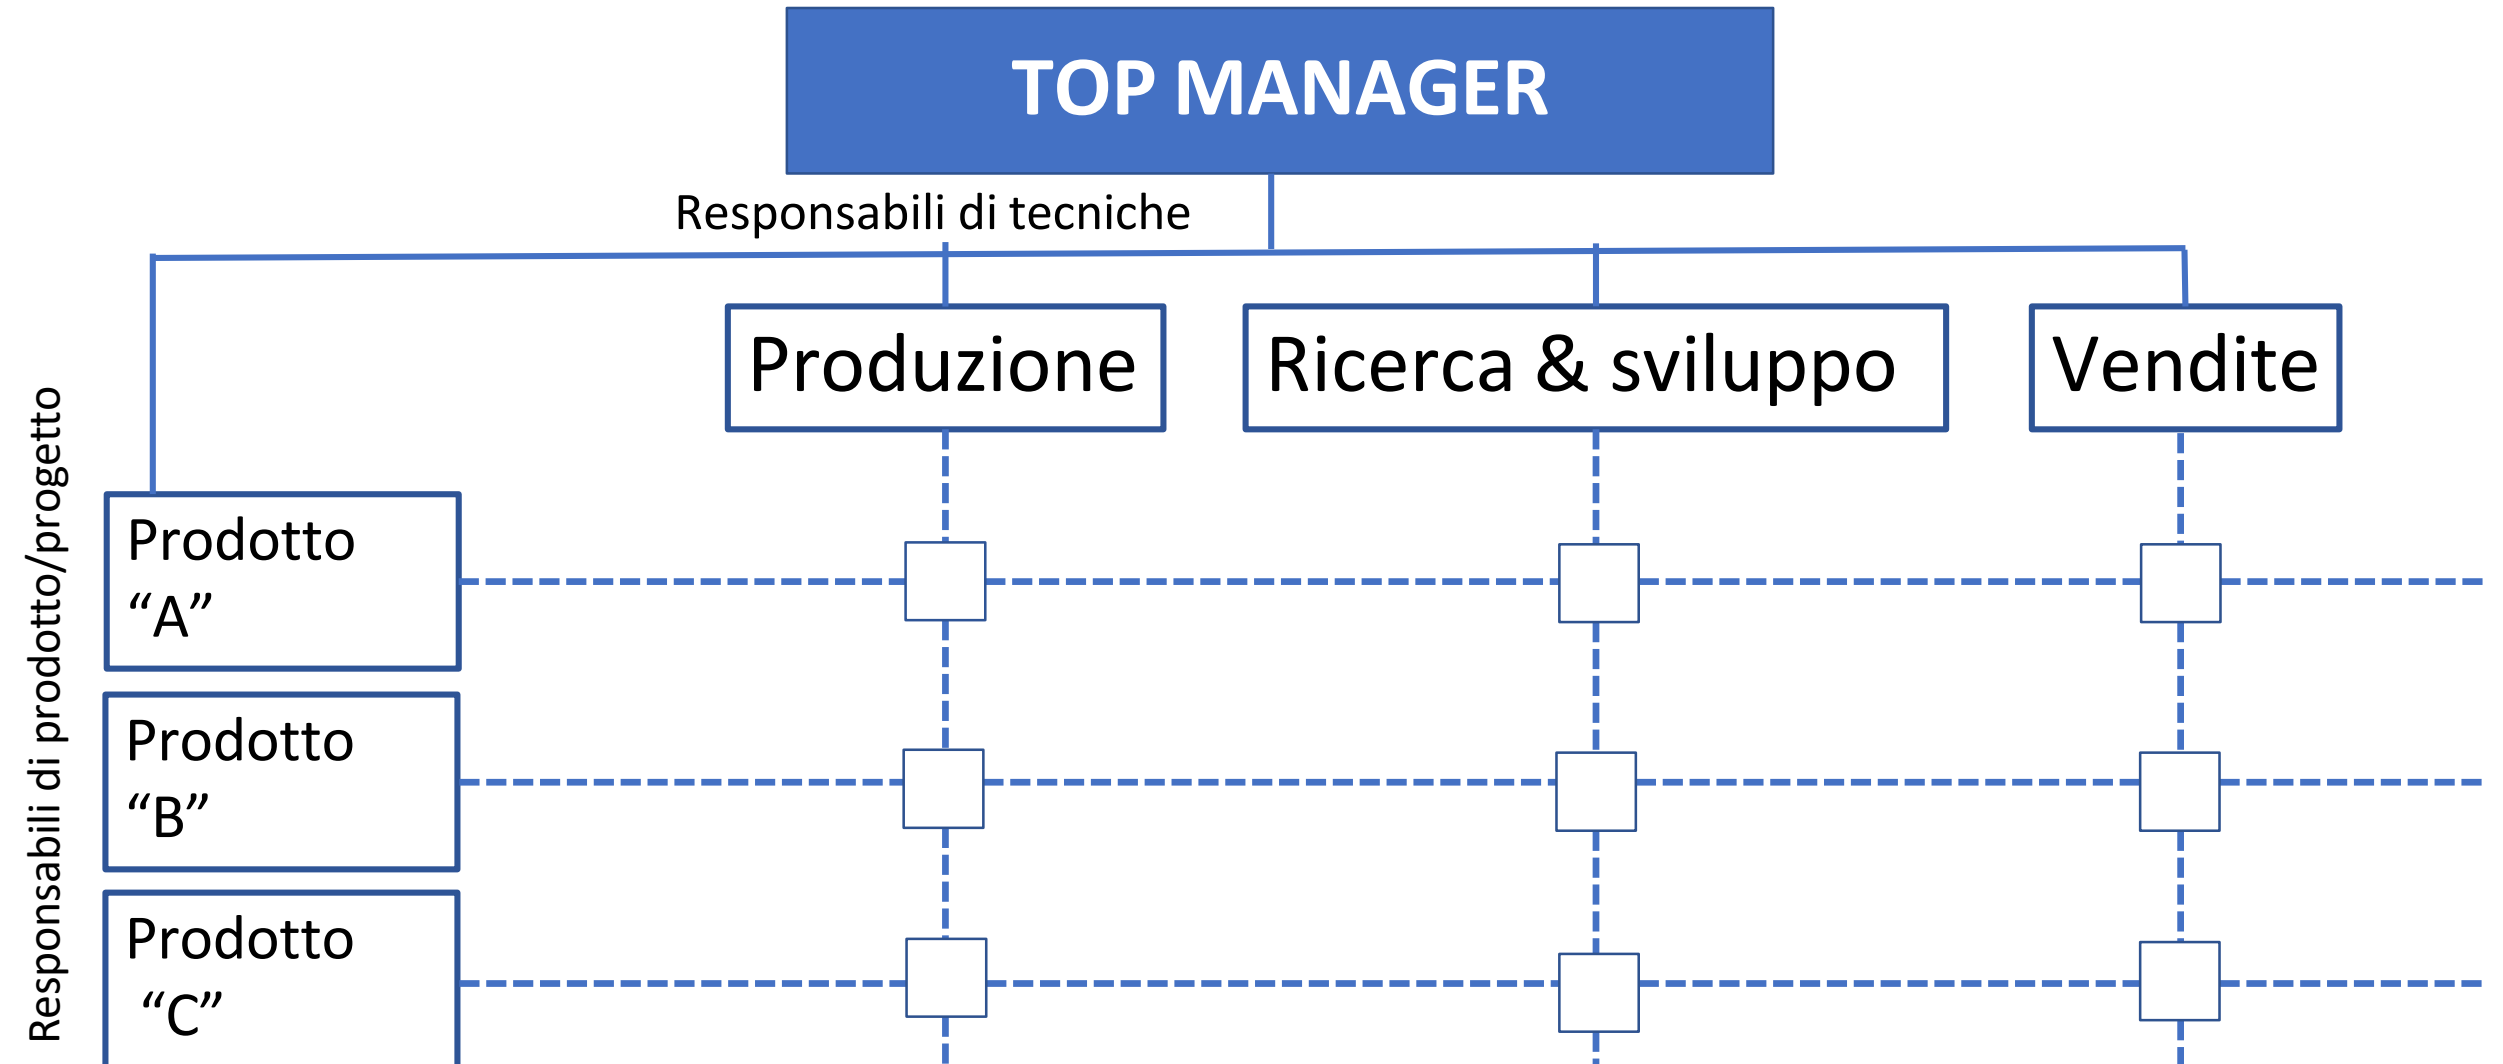 TOP MANAGER
Responsabili di tecniche
Produzione
Ricerca & sviluppo
Vendite
Responsabili di prodotto/progetto
Prodotto
“A”
Prodotto
“B”
Prodotto
“C”